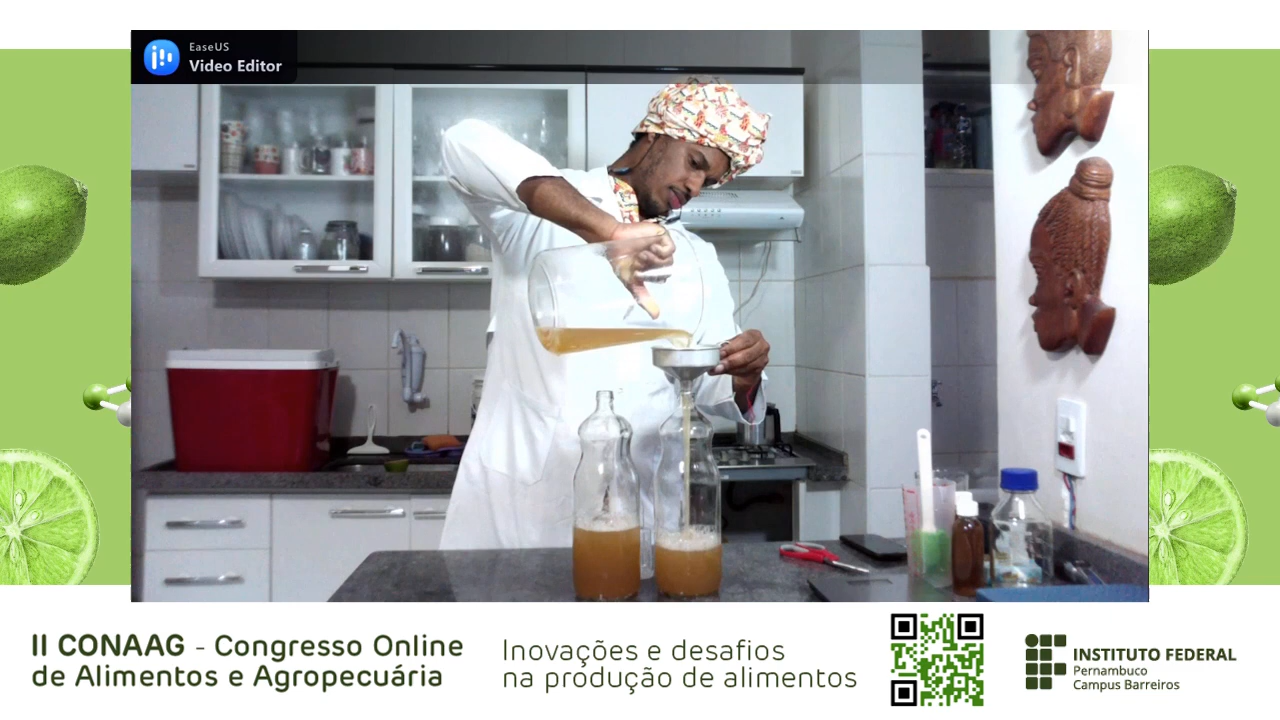 EaseUS
Video Editor
II CONAAG - Congresso Online
de Alimentos e Agropecuária
Inovações e desafios
na produção de alimentos
INSTITUTO FEDERAL
Pernambuco
Campus Barreiros